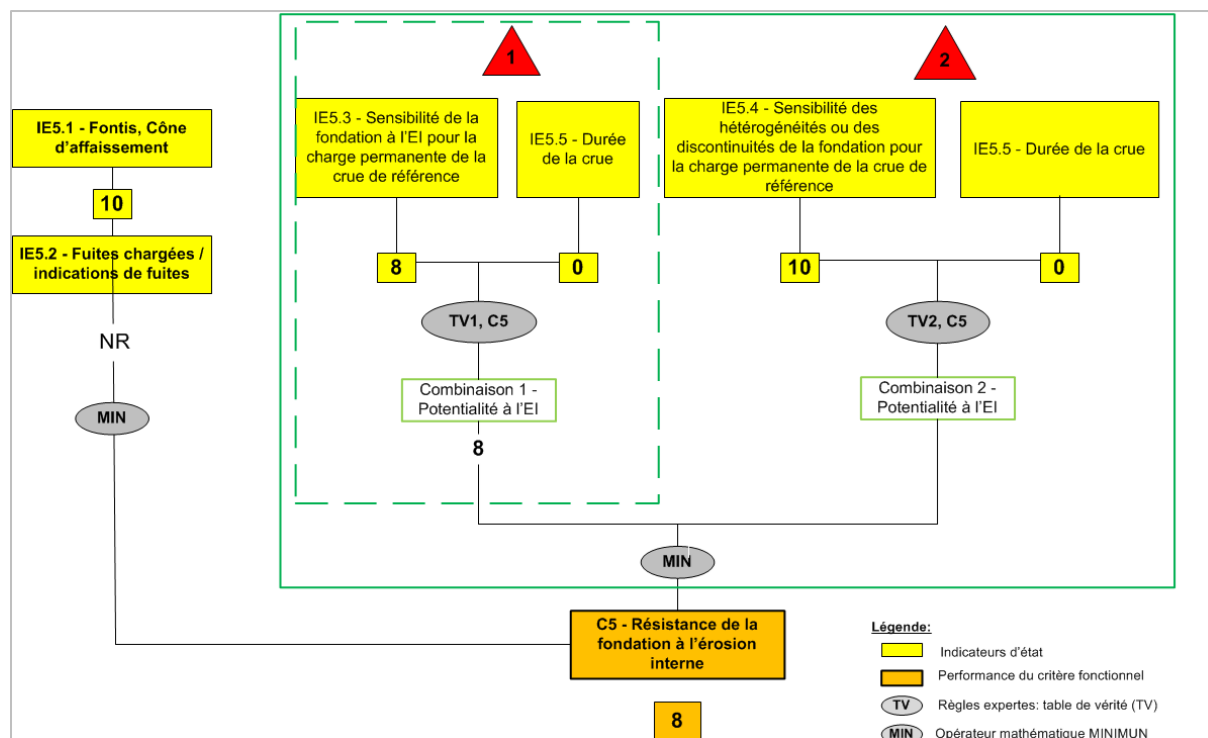 1
2
IE5.1 - Fontis, Cône
d'affaissement
IE5.3 - Sensibilité de la
fondation à l'EI pour la
charge permanente de la
crue de référence
IE5.5 - Durée
de la crue
IE5.4 - Sensibilité des
hétérogénéités ou des
discontinuités de la fondation pour
la charge permanente de la crue de
référence
IE5.5 - Durée de la crue
10
IE5.2 - Fuites chargées /
indications de fuites
8
0
10
0
NR
TV1, C5
TV2, C5
MIN
Combinaison 1 -
Potentialité à l'EI
Combinaison 2 -
Potentialité à l'EI
8
MIN
C5 - Résistance de la
fondation à l'érosion
interne
8
Légende:
Indicateurs d'état
Performance du critère fonctionnel
TV
Règles expertes: table de vérité (TV)
MIN
Opérateur mathématique MINIMUN